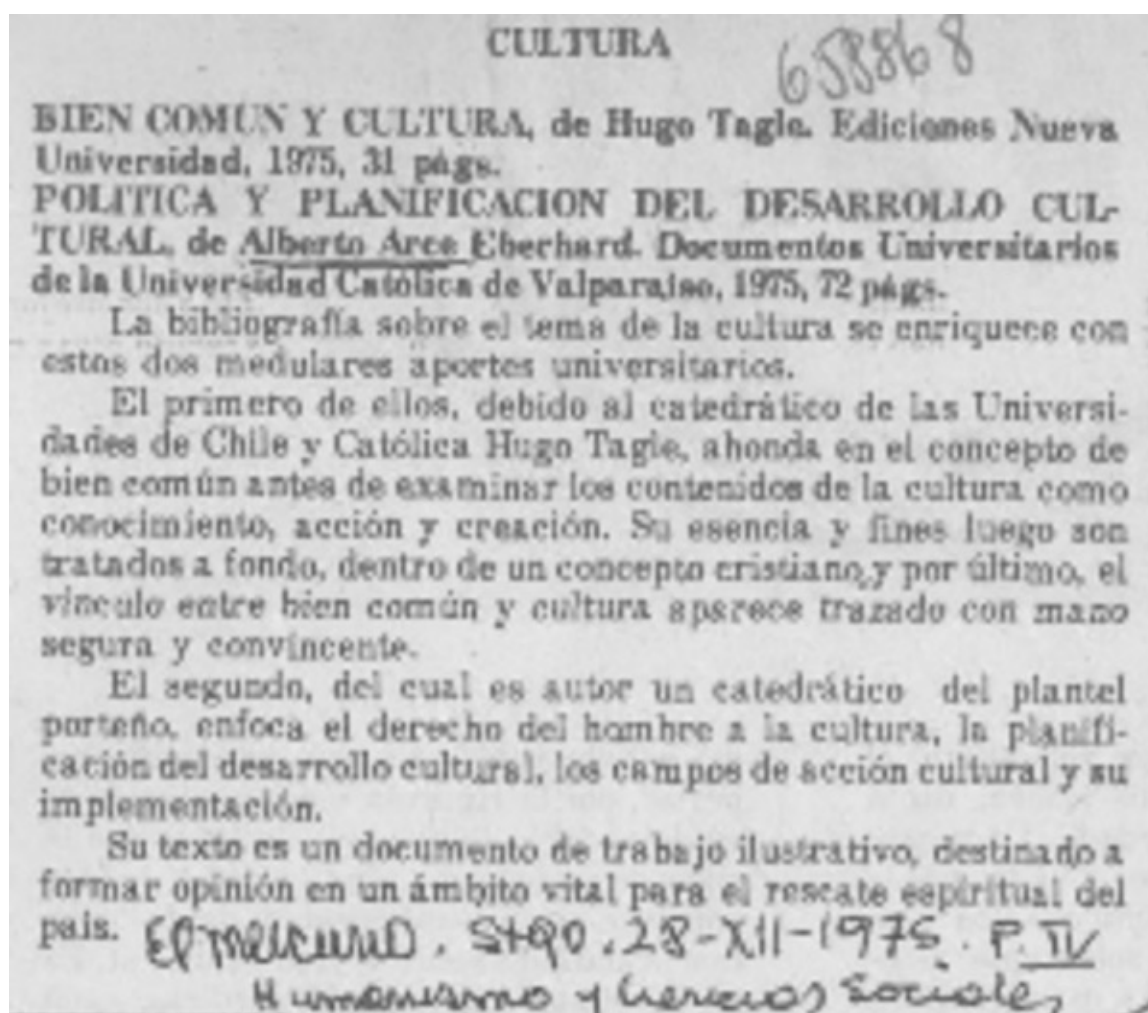 CULTURA
658868
BIEN COMUN Y CULTURA, de Hugo Tagle. Ediciones Nueva
Universidad, 1975, 31 págs.
POLITICA Y PLANIFICACION DEL DESARROLLO CUL-
TURAL, de Alberto Arce Eberhard. Documentos Universitarios
de la Universidad Católica de Valparaíso, 1975, 72 págs.
La bibliografía sobre el tema de la cultura se enriquece con
estos dos medulares aportes universitarios.
El primero de ellos, debido al catedrático de las Universi-
dades de Chile y Católica Hugo Tagle, ahonda en el concepto de
bien común antes de examinar los contenidos de la cultura como
conocimiento, acción y creación. Su esencia y fines luego son
tratados a fondo, dentro de un concepto cristiano, y por último, el
vínculo entre bien común y cultura aparece trazado con mano
segura y convincente.
El segundo, del cual es autor un catedrático del plantel
porteño, enfoca el derecho del hombre a la cultura, la planifi-
cación del desarrollo cultural, los campos de acción cultural y su
implementación.
Su texto es un documento de trabajo ilustrativo, destinado a
formar opinión en un ámbito vital para el rescate espiritual del
país.
El Mercurio. Stgo. 28-XII-1975. P. IV
Humanismo y Ciencias Sociales